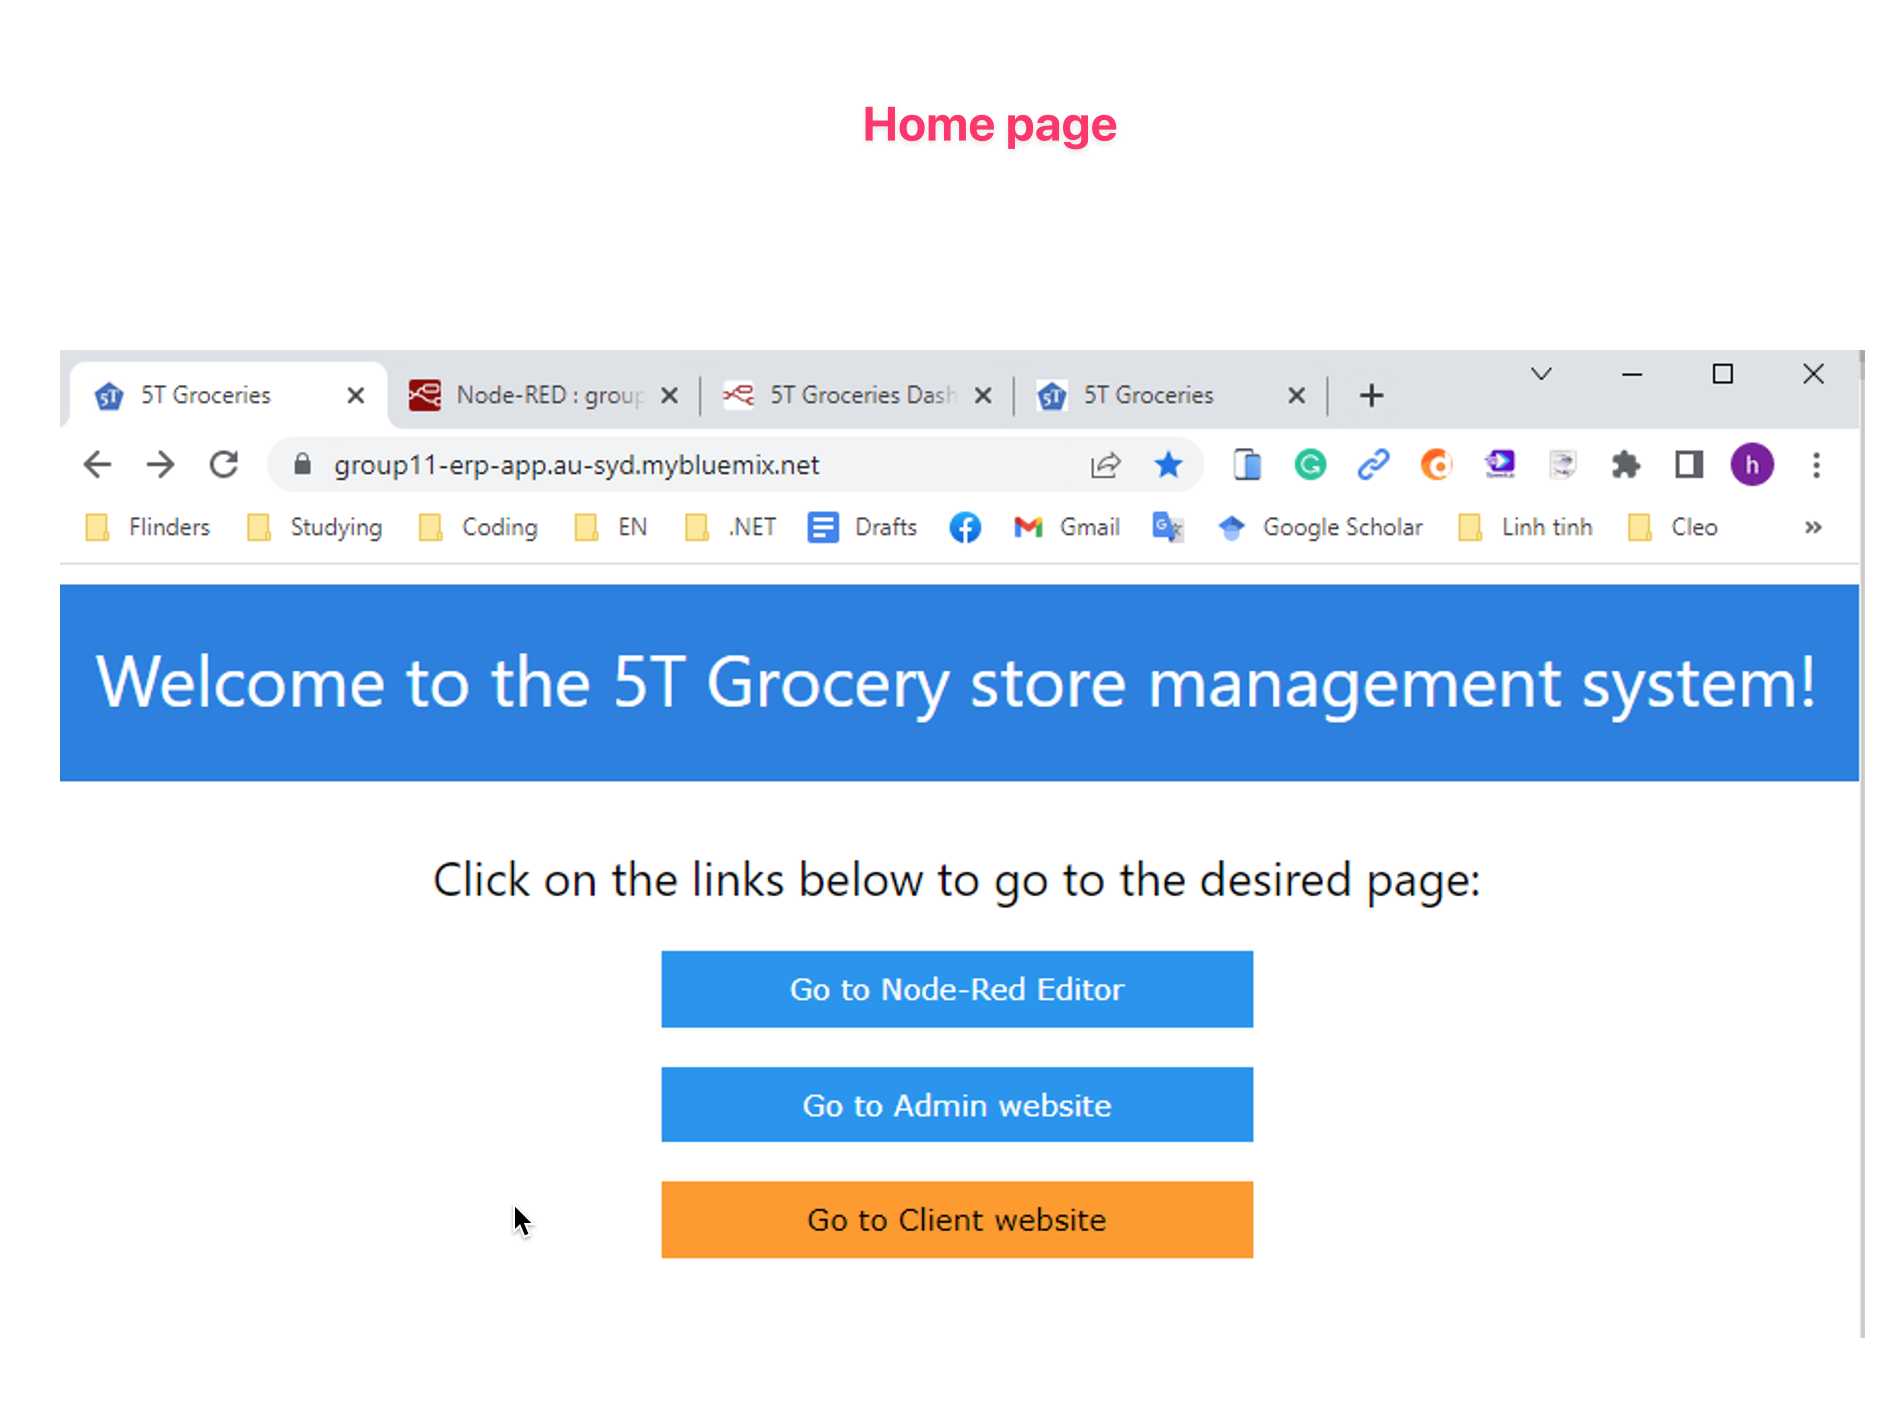 Home page
5T Groceries
Node-RED : group
5T Groceries Dash
5T Groceries
group11-erp-app.au-syd.mybluemix.net
h
Flinders
Studying
Coding
EN
.NET
Drafts
Gmail
Google Scholar
Linh tinh
Cleo
Welcome to the 5T Grocery store management system!
Click on the links below to go to the desired page:
Go to Node-Red Editor
Go to Admin website
Go to Client website